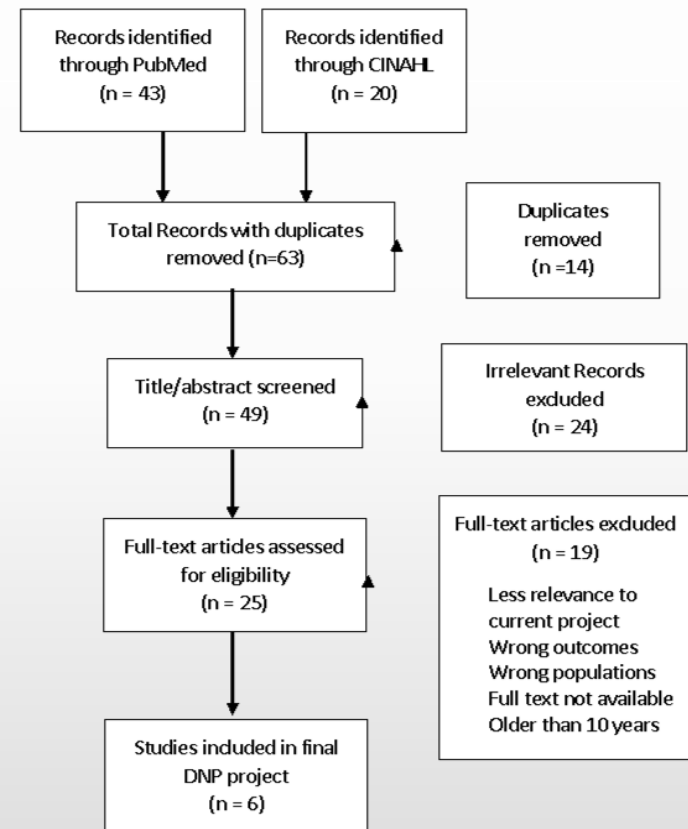 Records identified
through PubMed
(n = 43)
Records identified
through CINAHL
(n = 20)
Total Records with duplicates
removed (n=63)
Duplicates
removed
(n =14)
Title/abstract screened
(n = 49)
Irrelevant Records
excluded
(n = 24)
Full-text articles assessed
for eligibility
(n = 25)
Full-text articles excluded
(n = 19)
Less relevance to
current project
Wrong outcomes
Wrong populations
Full text not available
Older than 10 years
Studies included in final
DNP project
(n = 6)